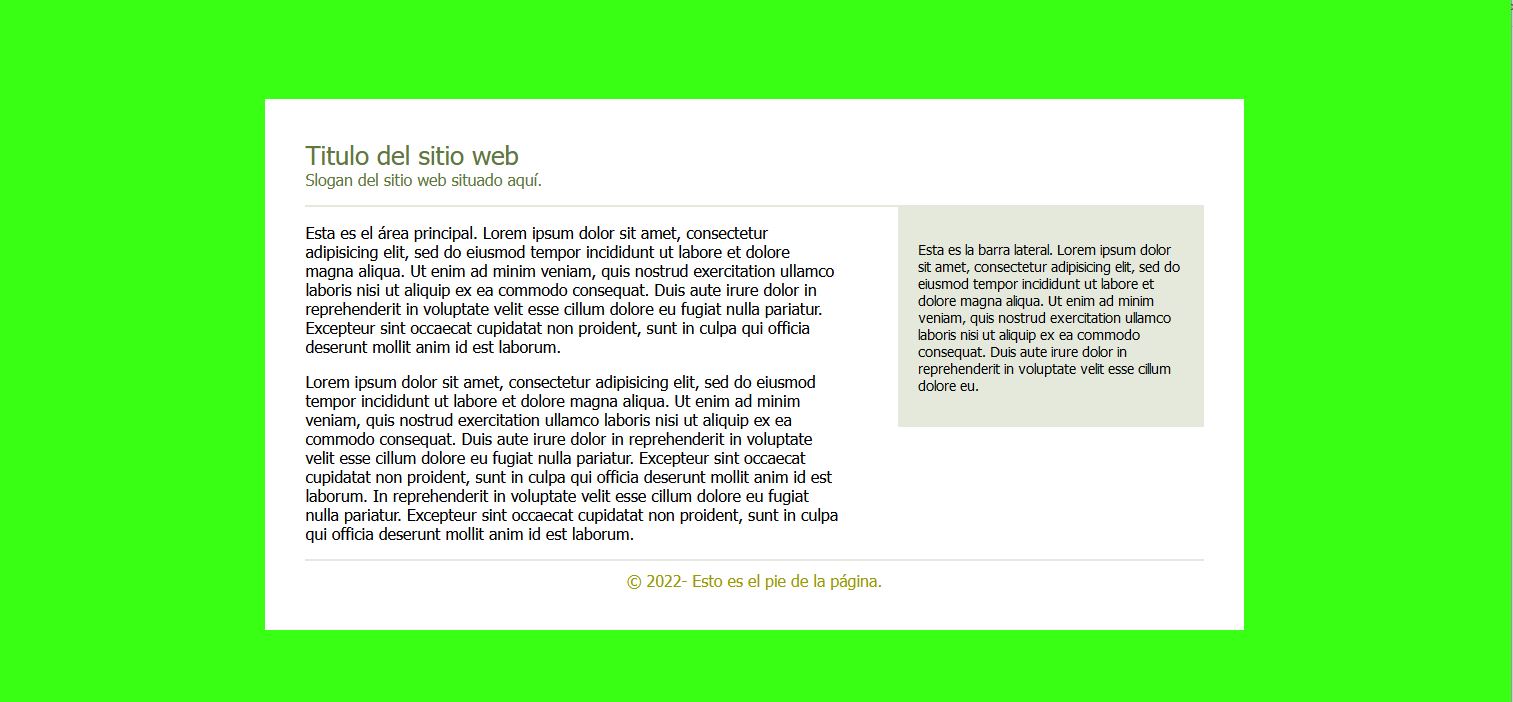 Titulo del sitio web
Slogan del sitio web situado aquí.
Esta es el área principal. Lorem ipsum dolor sit amet, consectetur
adipisicing elit, sed do eiusmod tempor incididunt ut labore et dolore
magna aliqua. Ut enim ad minim veniam, quis nostrud exercitation ullamco
laboris nisi ut aliquip ex ea commodo consequat. Duis aute irure dolor in
reprehenderit in voluptate velit esse cillum dolore eu fugiat nulla pariatur.
Excepteur sint occaecat cupidatat non proident, sunt in culpa qui officia
deserunt mollit anim id est laborum.
Lorem ipsum dolor sit amet, consectetur adipisicing elit, sed do eiusmod
tempor incididunt ut labore et dolore magna aliqua. Ut enim ad minim
veniam, quis nostrud exercitation ullamco laboris nisi ut aliquip ex ea
commodo consequat. Duis aute irure dolor in reprehenderit in voluptate
velit esse cillum dolore eu fugiat nulla pariatur. Excepteur sint occaecat
cupidatat non proident, sunt in culpa qui officia deserunt mollit anim id est
laborum. In reprehenderit in voluptate velit esse cillum dolore eu fugiat
nulla pariatur. Excepteur sint occaecat cupidatat non proident, sunt in culpa
qui officia deserunt mollit anim id est laborum.
Esta es la barra lateral. Lorem ipsum dolor
sit amet, consectetur adipisicing elit, sed do
eiusmod tempor incididunt ut labore et
dolore magna aliqua. Ut enim ad minim
veniam, quis nostrud exercitation ullamco
laboris nisi ut aliquip ex ea commodo
consequat. Duis aute irure dolor in
reprehenderit in voluptate velit esse cillum
dolore eu.
© 2022- Esto es el pie de la página.